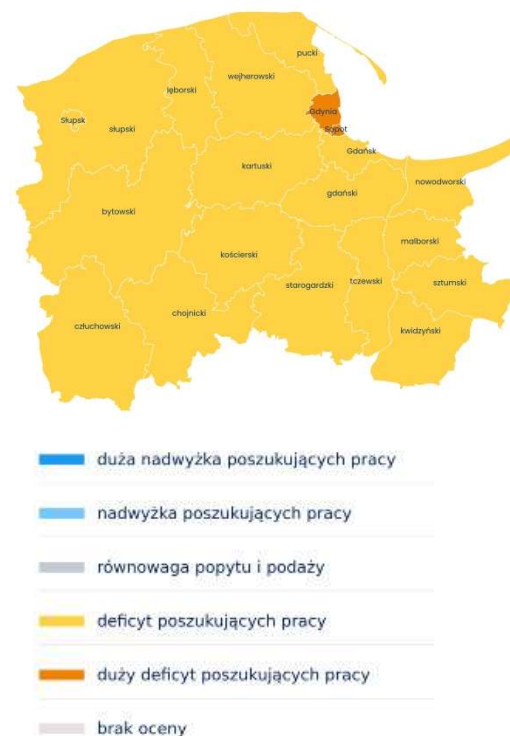 pucki
wejherowski
lęborski
Gdynia
Słupsk
słupski
Sopot
Gdańsk
kartuski
nowodworski
gdański
bytowski
malborski
kościerski
tczewski
sztumski
starogardzki
chojnicki
człuchowski
kwidzyński
duża nadwyżka poszukujących pracy
nadwyżka poszukujących pracy
równowaga popytu i podaży
deficyt poszukujących pracy
duży deficyt poszukujących pracy
brak oceny